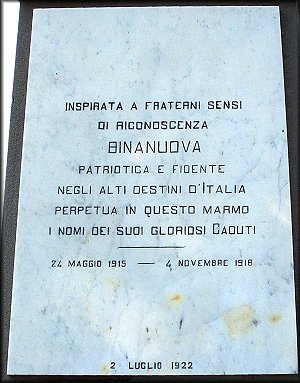 INSPIRATA A FRATERNI SENSI
DI RICONOSCENZA
BINANUOVA
PATRIOTICA E FIDENTE
NEGLI ALTI DESTINI D'ITALIA
PERPETUA IN QUESTO MARMO
I NOMI DEI SUOI GLORIOSI CADUTI
24 MAGGIO 1915 — 4 NOVEMBRE 1918
2 LUGLIO 1922